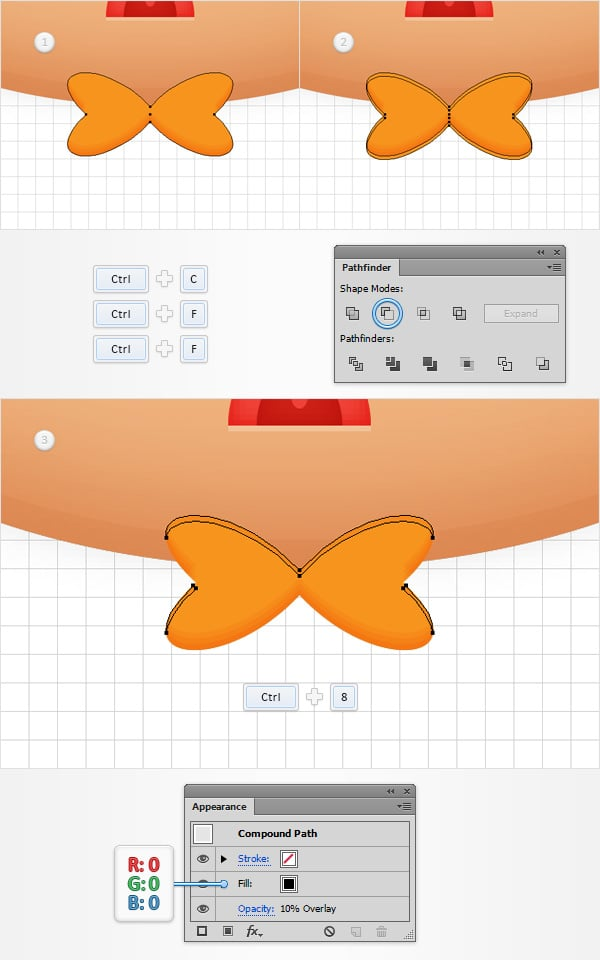 1
2
Ctrl + C
Ctrl + F
Ctrl + F
Pathfinder
Shape Modes:
Expand
Pathfinders:
3
Ctrl + 8
Appearance
Compound Path
Stroke:
Fill:
Opacity: 10% Overlay
fx
R: 0
G: 0
B: 0